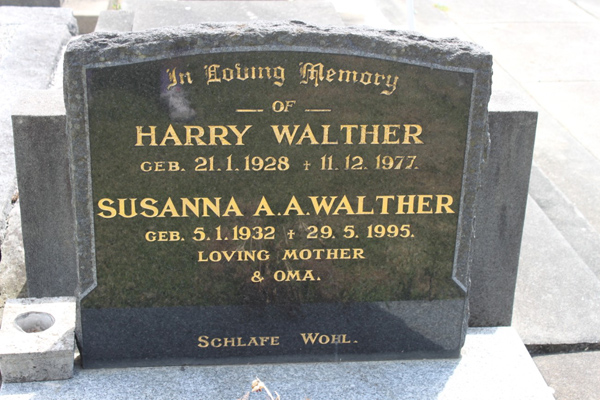 In Loving Memory
— OF —
HARRY WALTHER
GEB. 21.1.1928 + 11.12.1977.
SUSANNA A.A. WALTHER
GEB. 5.1.1932 + 29.5.1995.
LOVING MOTHER
& OMA.
SCHLAFE WOHL.